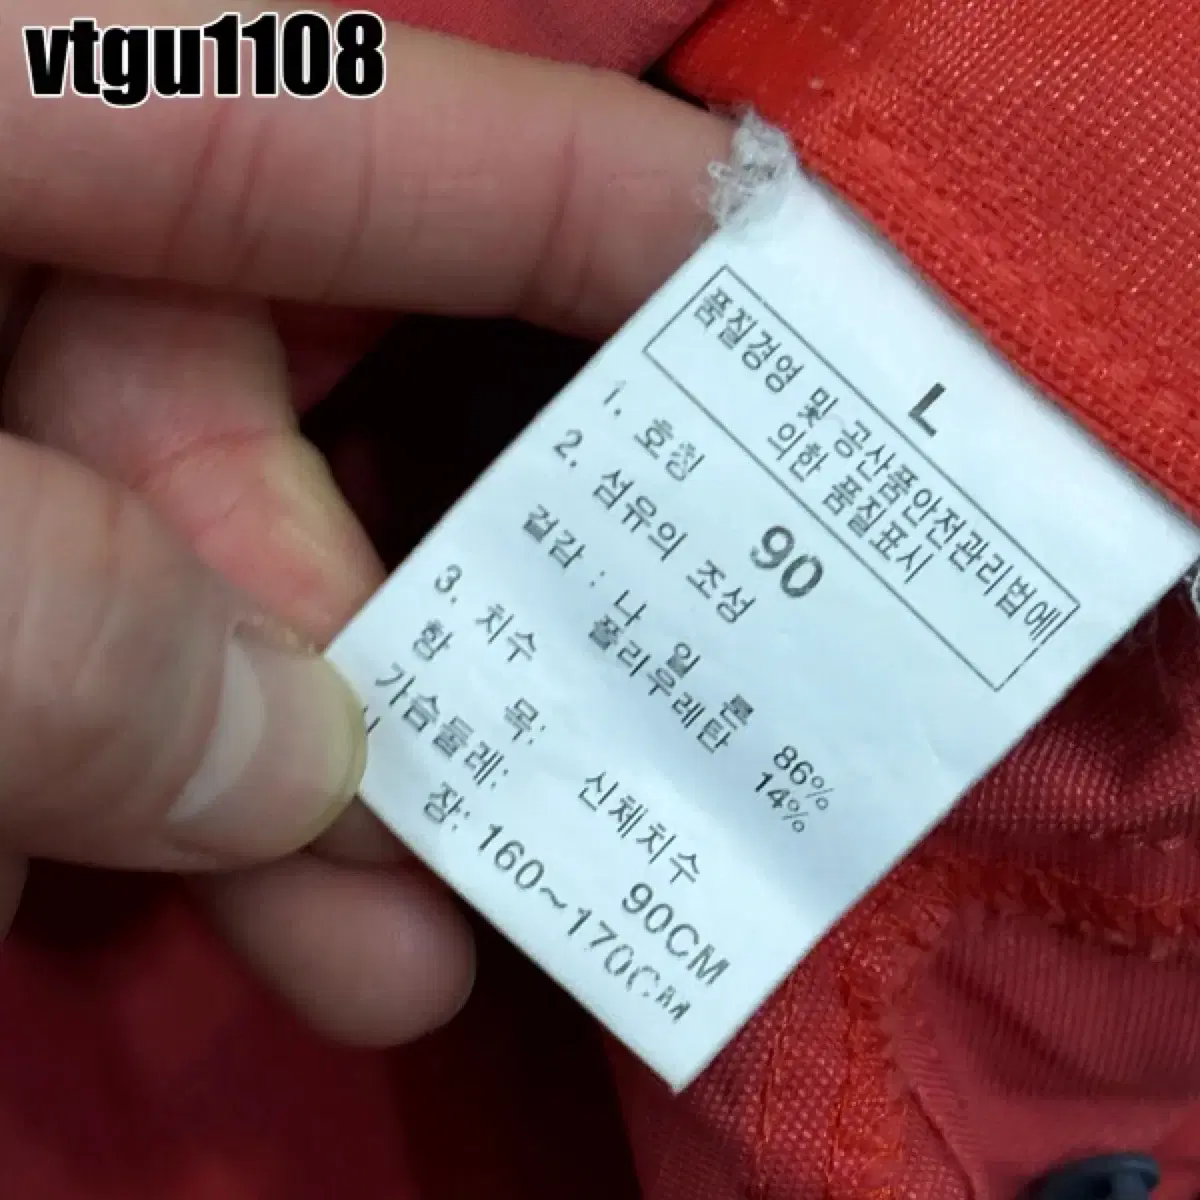 vtgu1108
L
품질경영 및 공산품안전관리법에
의한 품질표시
1. 호칭 90
2. 섬유의 조성
겉감 : 나 일 론 86%
폴리우레탄 14%
3. 치수
항 목: 신체치수
가슴둘레: 90CM
장: 160~170CM